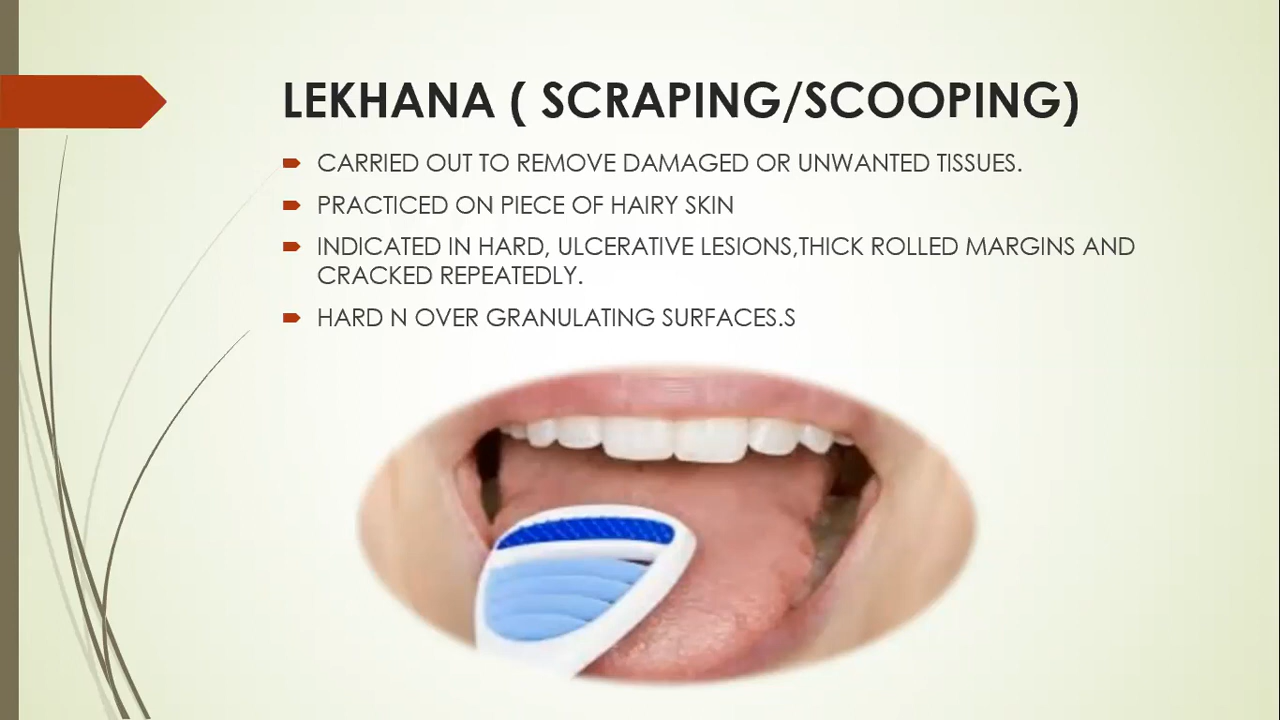 LEKHANA ( SCRAPING/SCOOPING)
CARRIED OUT TO REMOVE DAMAGED OR UNWANTED TISSUES.
PRACTICED ON PIECE OF HAIRY SKIN
INDICATED IN HARD, ULCERATIVE LESIONS,THICK ROLLED MARGINS AND
CRACKED REPEATEDLY.
HARD N OVER GRANULATING SURFACES.S